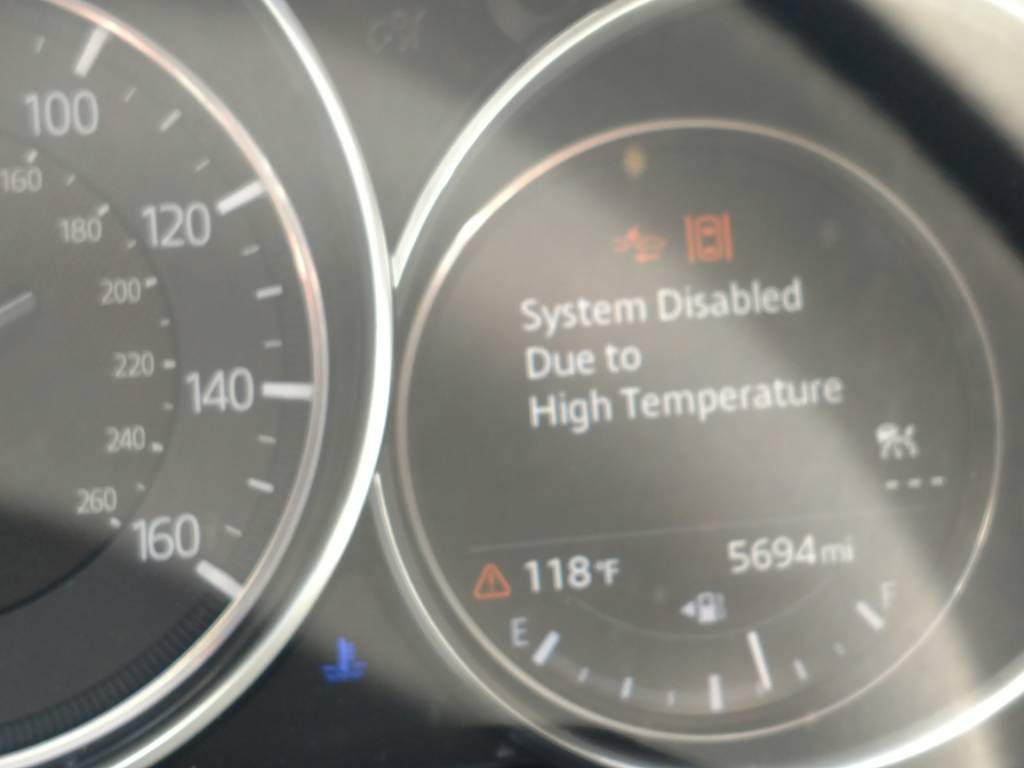 100
160
180
120
200
220
140
240
260
160
System Disabled
Due to
High Temperature
---
118°F
5694 mi
E
F